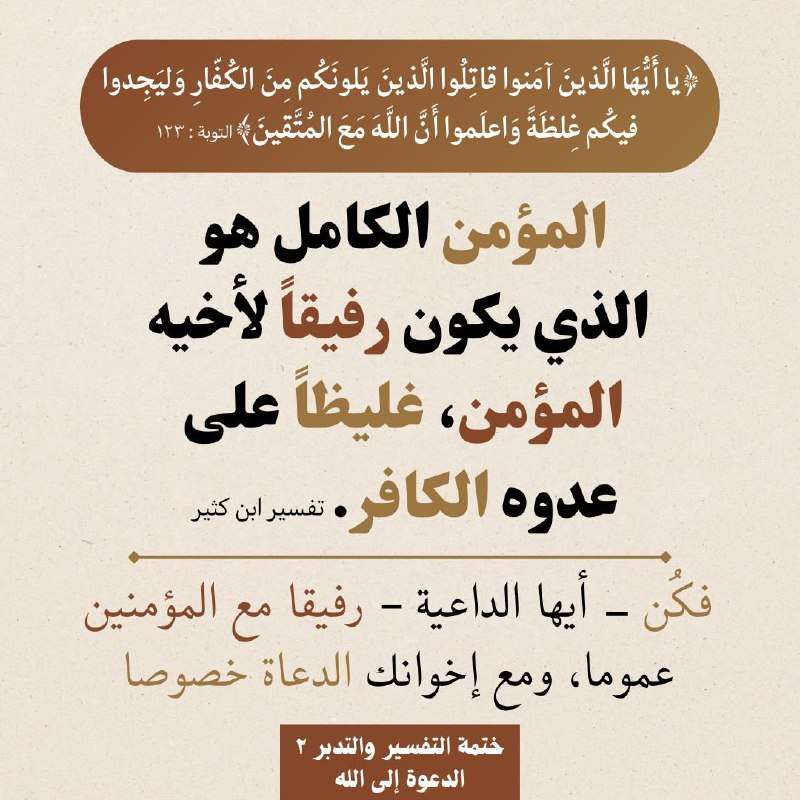 ﴿يا أَيُّهَا الَّذينَ آمَنوا قاتِلُوا الَّذينَ يَلونَكُم مِنَ الكُفّارِ وَليَجِدوا
فيكُم غِلظَةً وَاعلَموا أَنَّ اللَّهَ مَعَ المُتَّقينَ﴾ التوبة : ١٢٣
المؤمن الكامل هو
الذي يكون رفيقاً لأخيه
المؤمن، غليظاً على
عدوه الكافر. تفسير ابن كثير
فكُن – أيها الداعية – رفيقا مع المؤمنين
عموما، ومع إخوانك الدعاة خصوصا
ختمة التفسير والتدبر ٢
الدعوة إلى الله